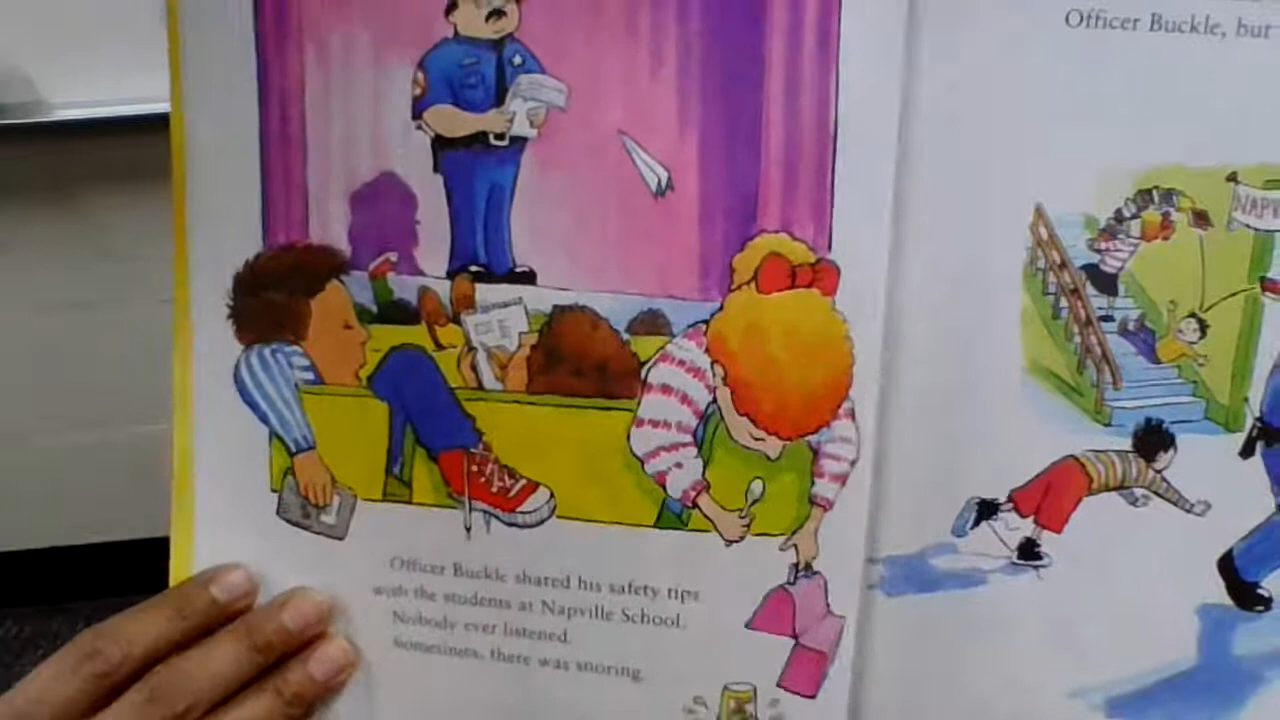 Officer Buckle shared his safety tips
with the students at Napville School.
Nobody ever listened.
Sometimes, there was snoring.
Officer Buckle, but